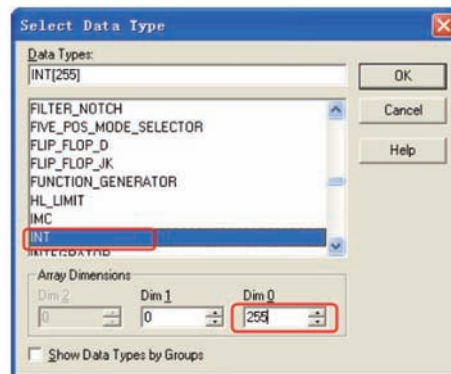 Select Data Type
Data Types:
INT[255]
OK
FILTER_NOTCH
Cancel
FIVE_POS_MODE_SELECTOR
FLIP_FLOP_D
FLIP_FLOP_JK
Help
FUNCTION_GENERATOR
HL_LIMIT
IMC
INT
INTEGRATOR
Array Dimensions
Dim 2
Dim 1
Dim 0
0
0
255
Show Data Types by Groups